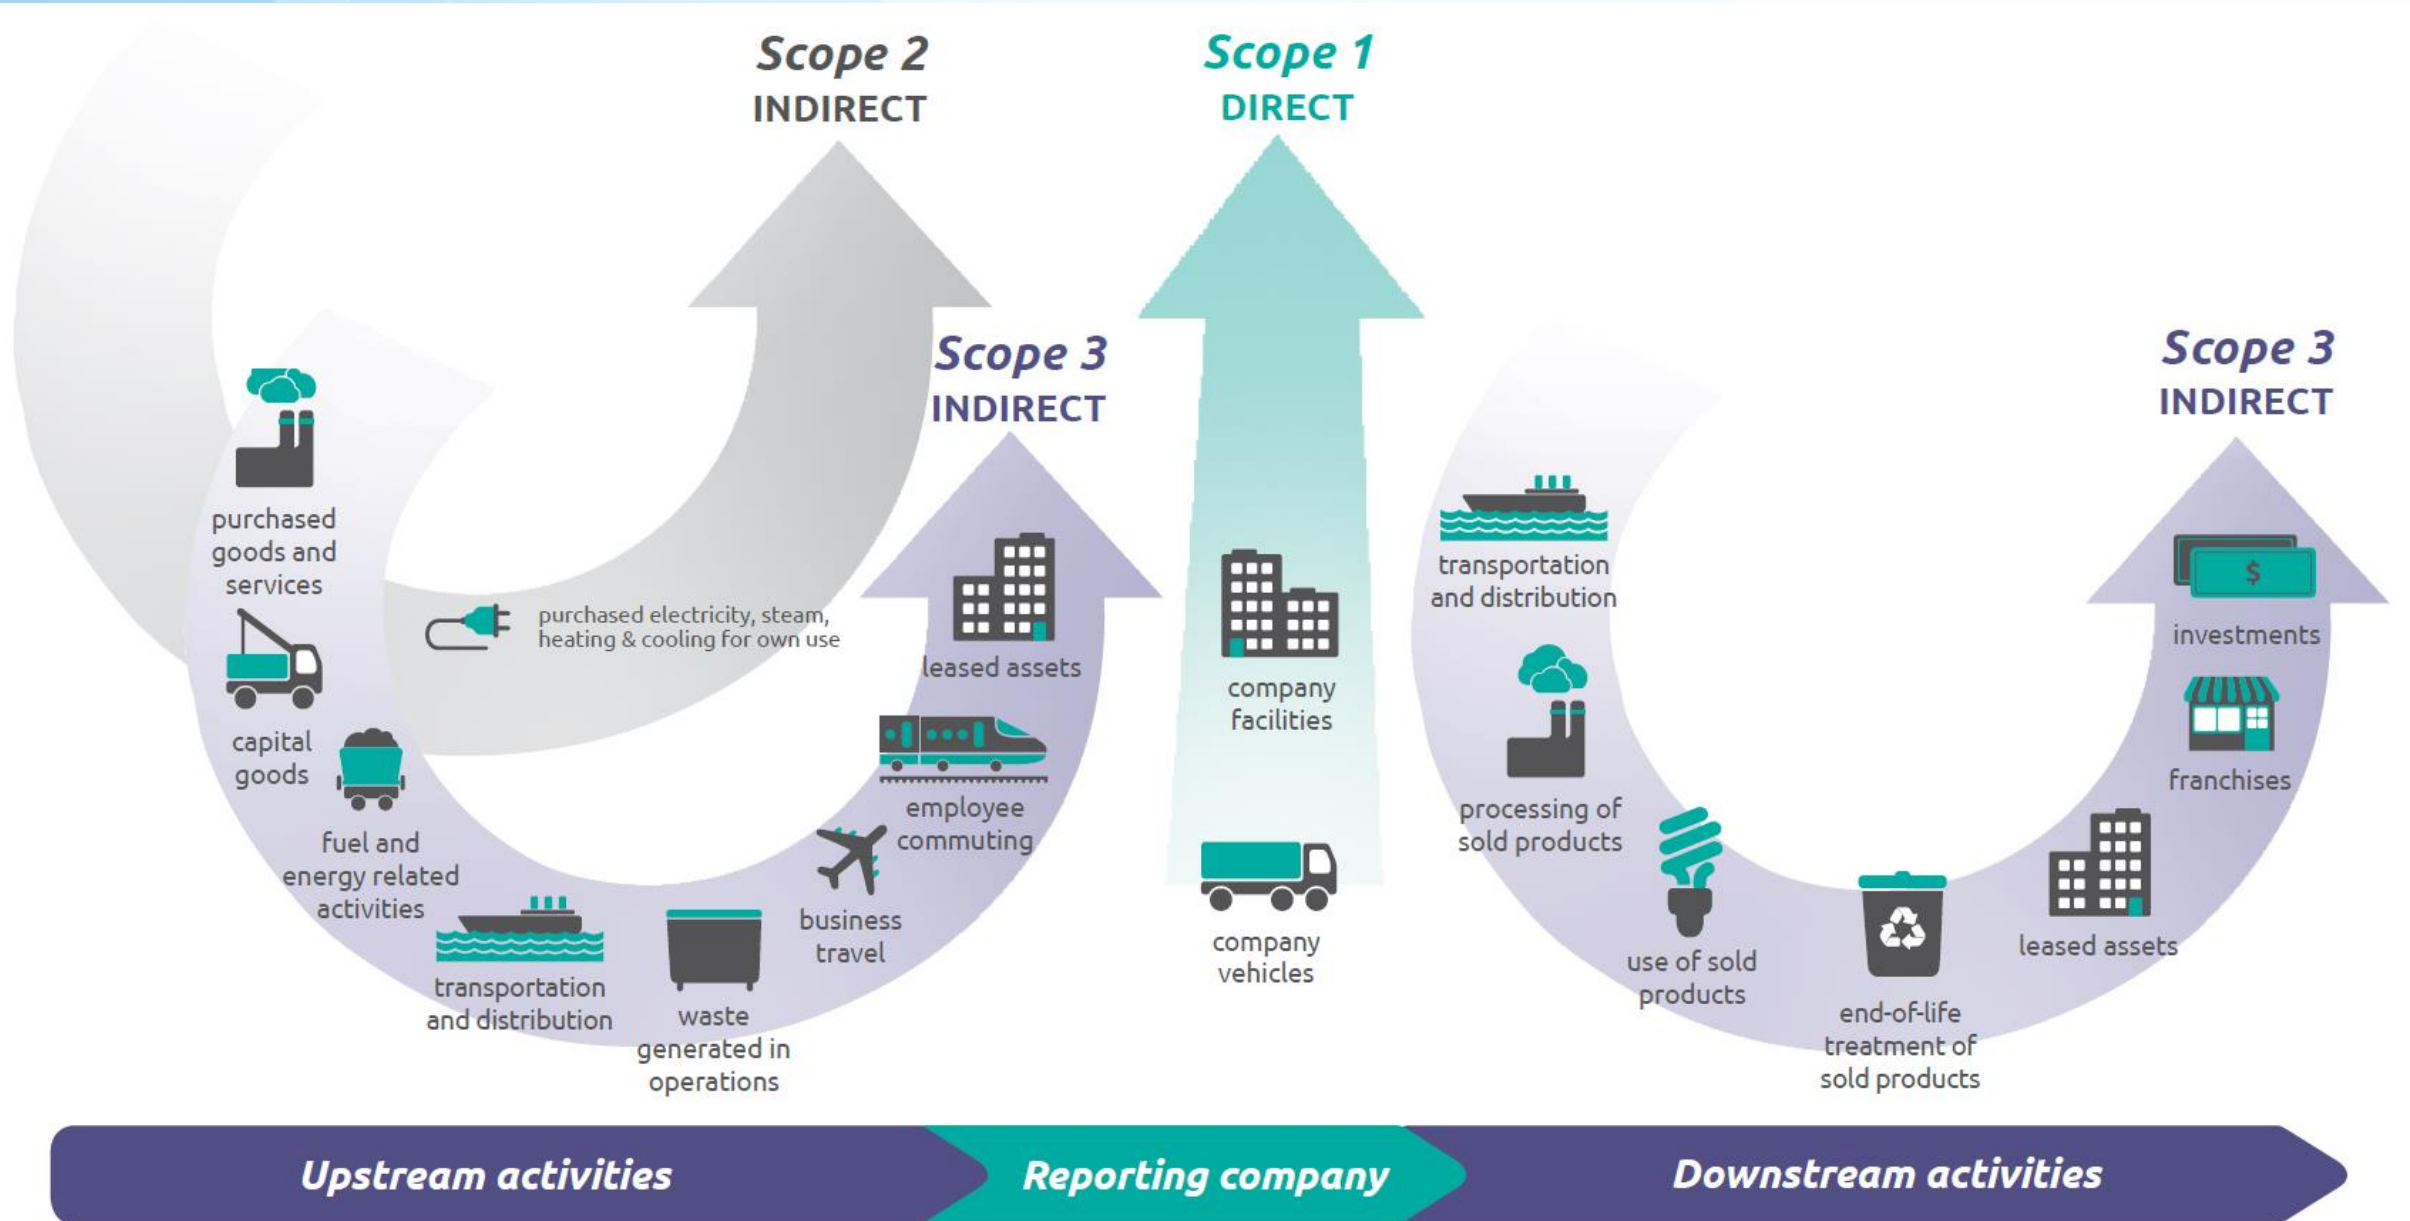 Scope 2
INDIRECT
Scope 1
DIRECT
Scope 3
INDIRECT
Scope 3
INDIRECT
purchased
goods and
services
capital
goods
fuel and
energy related
activities
transportation
and distribution
waste
generated in
operations
business
travel
employee
commuting
leased assets
purchased electricity, steam,
heating & cooling for own use
company
facilities
company
vehicles
transportation
and distribution
processing of
sold products
use of sold
products
end-of-life
treatment of
sold products
leased assets
franchises
investments
$
Upstream activities
Reporting company
Downstream activities